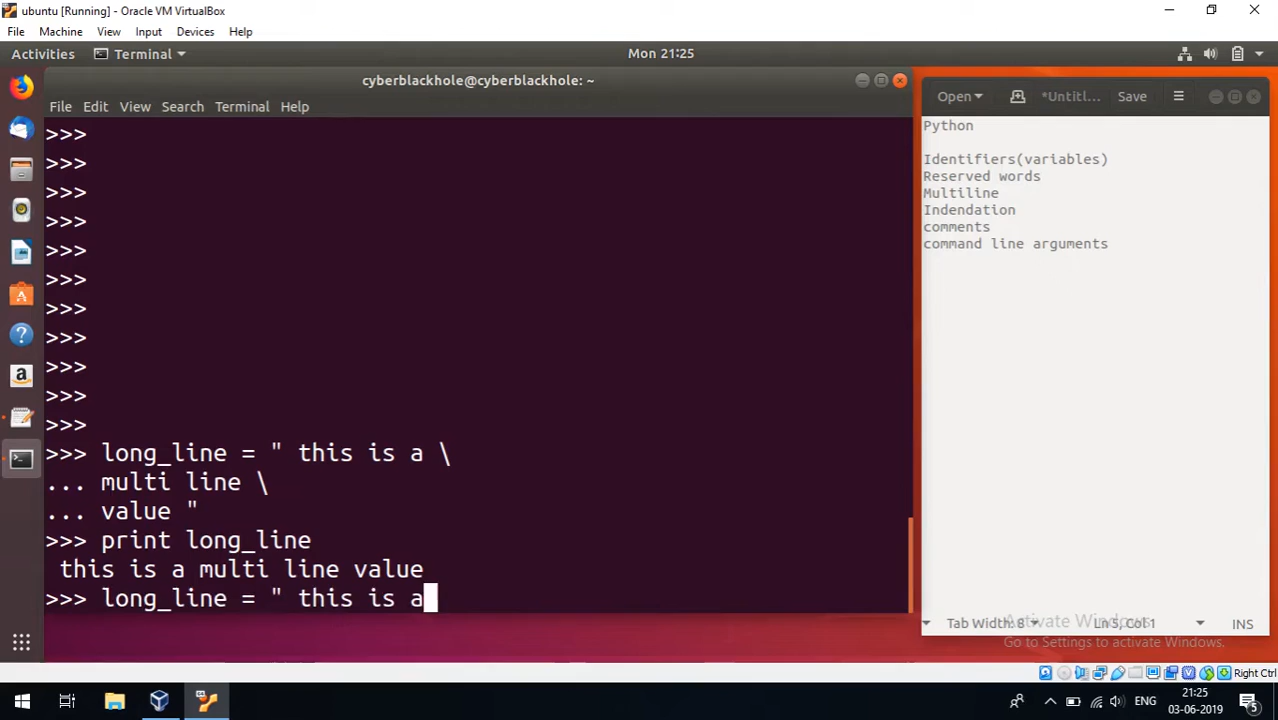 ubuntu [Running] - Oracle VM VirtualBox
File Machine View Input Devices Help
Activities Terminal Mon 21:25
cyberblackhole@cyberblackhole: ~
File Edit View Search Terminal Help
>>>
>>>
>>>
>>>
>>>
>>>
>>>
>>>
>>>
>>>
>>>
>>> long_line = " this is a \
... multi line \
... value "
>>> print long_line
this is a multi line value
>>> long_line = " this is a
Open *Untitl... Save
Python
Identifiers(variables)
Reserved words
Multiline
Indendation
comments
command line arguments
Activate Windows
Tab Width: 8 Ln 5, Col 1 INS
Go to Settings to activate Windows.
Right Ctrl
ENG 21:25
03-06-2019
5